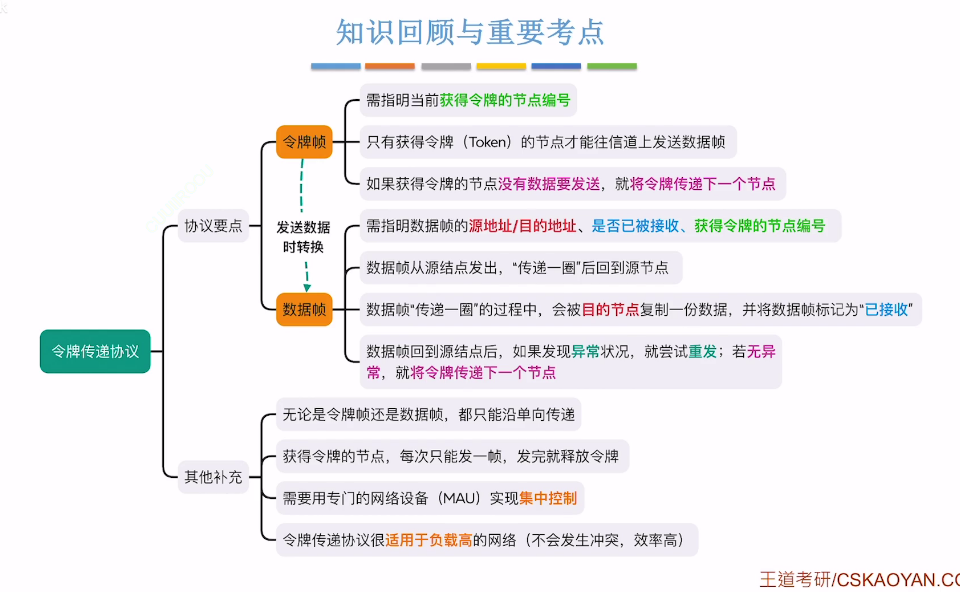 知识回顾与重要考点
需指明当前获得令牌的节点编号
令牌帧
只有获得令牌（Token）的节点才能往信道上发送数据帧
如果获得令牌的节点没有数据要发送，就将令牌传递下一个节点
协议要点
发送数据
时转换
需指明数据帧的源地址/目的地址、是否已被接收、获得令牌的节点编号
数据帧从源结点发出，“传递一圈”后回到源节点
数据帧
数据帧“传递一圈”的过程中，会被目的节点复制一份数据，并将数据帧标记为“已接收”
数据帧回到源结点后，如果发现异常状况，就尝试重发；若无异
常，就将令牌传递下一个节点
令牌传递协议
无论是令牌帧还是数据帧，都只能沿单向传递
获得令牌的节点，每次只能发一帧，发完就释放令牌
其他补充
需要用专门的网络设备（MAU）实现集中控制
令牌传递协议很适用于负载高的网络（不会发生冲突，效率高）
王道考研/CSKAOYAN.CO